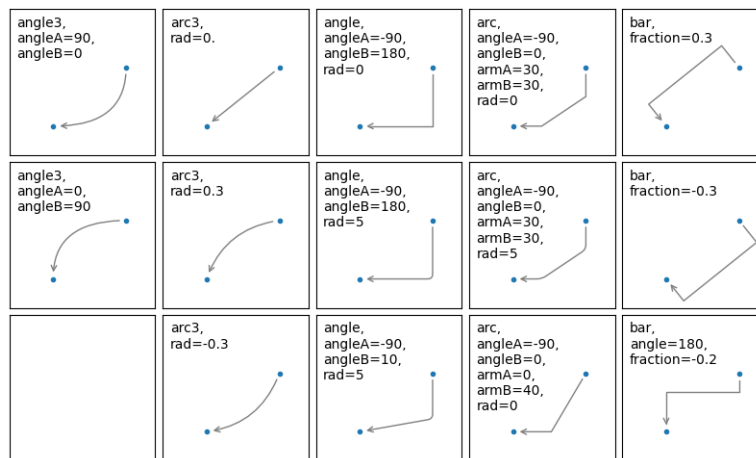 angle3,
angleA=90,
angleB=0
arc3,
rad=0.
angle,
angleA=-90,
angleB=180,
rad=0
arc,
angleA=-90,
angleB=0,
armA=30,
armB=30,
rad=0
bar,
fraction=0.3
angle3,
angleA=0,
angleB=90
arc3,
rad=0.3
angle,
angleA=-90,
angleB=180,
rad=5
arc,
angleA=-90,
angleB=0,
armA=30,
armB=30,
rad=5
bar,
fraction=-0.3
arc3,
rad=-0.3
angle,
angleA=-90,
angleB=10,
rad=5
arc,
angleA=-90,
angleB=0,
armA=0,
armB=40,
rad=0
bar,
angle=180,
fraction=-0.2